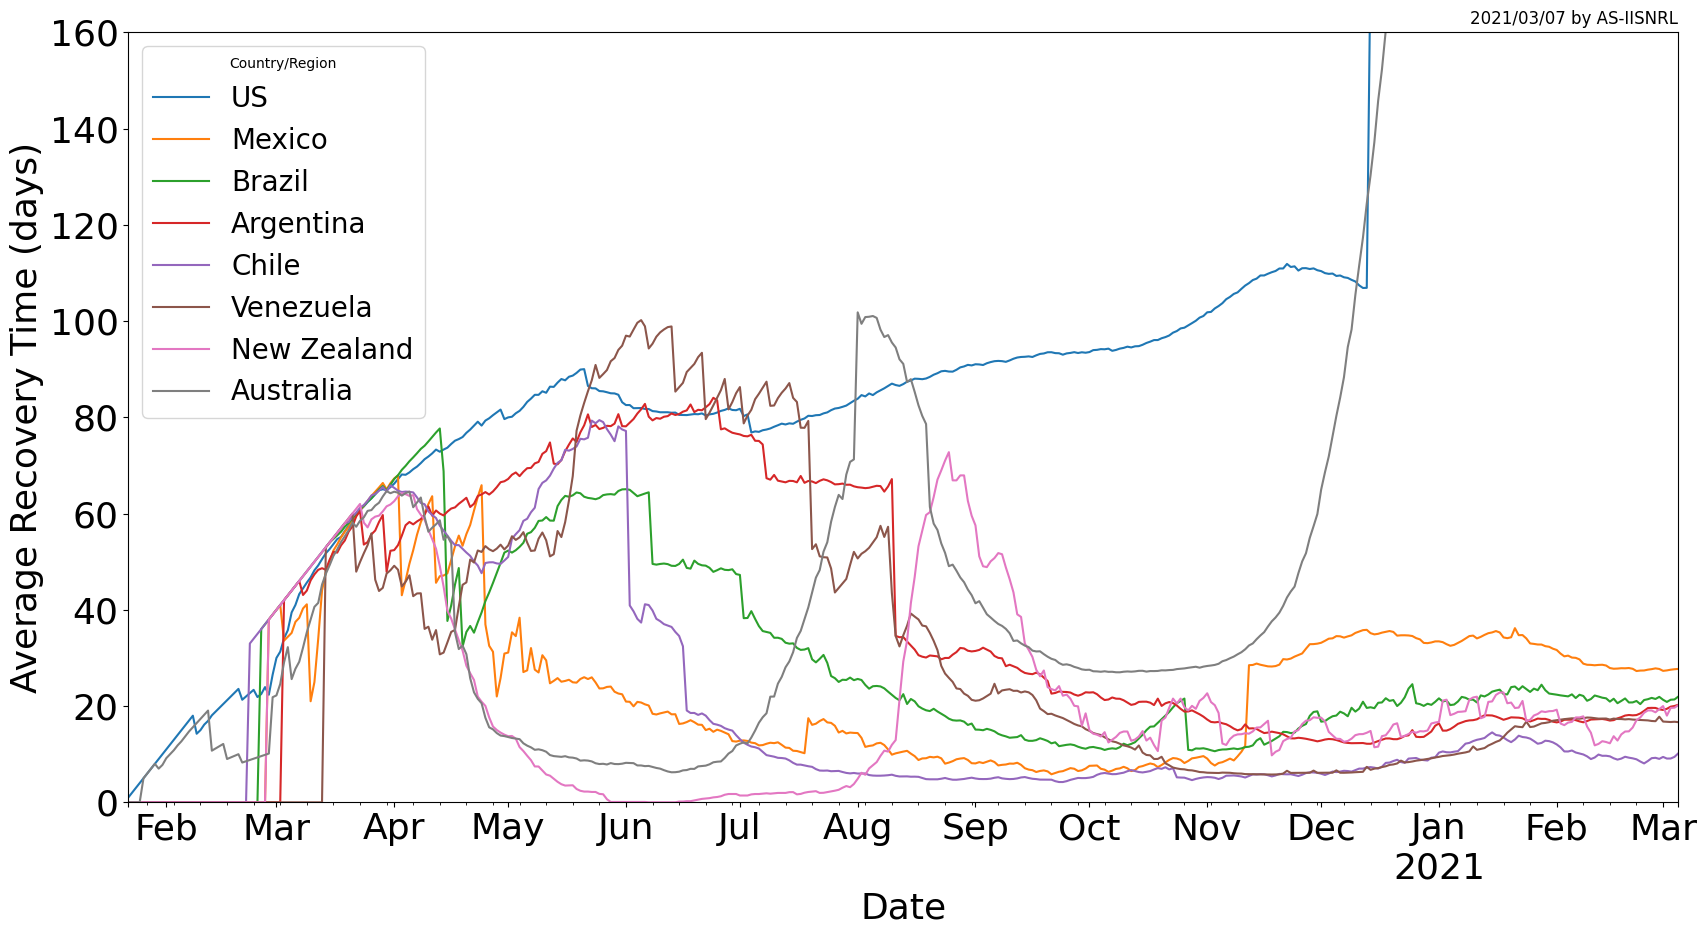 2021/03/07 by AS-IISNRL
160
140
120
100
80
60
40
20
0
Average Recovery Time (days)
Country/Region
US
Mexico
Brazil
Argentina
Chile
Venezuela
New Zealand
Australia
Feb Mar Apr May Jun Jul Aug Sep Oct Nov Dec Jan Feb Mar
2021
Date